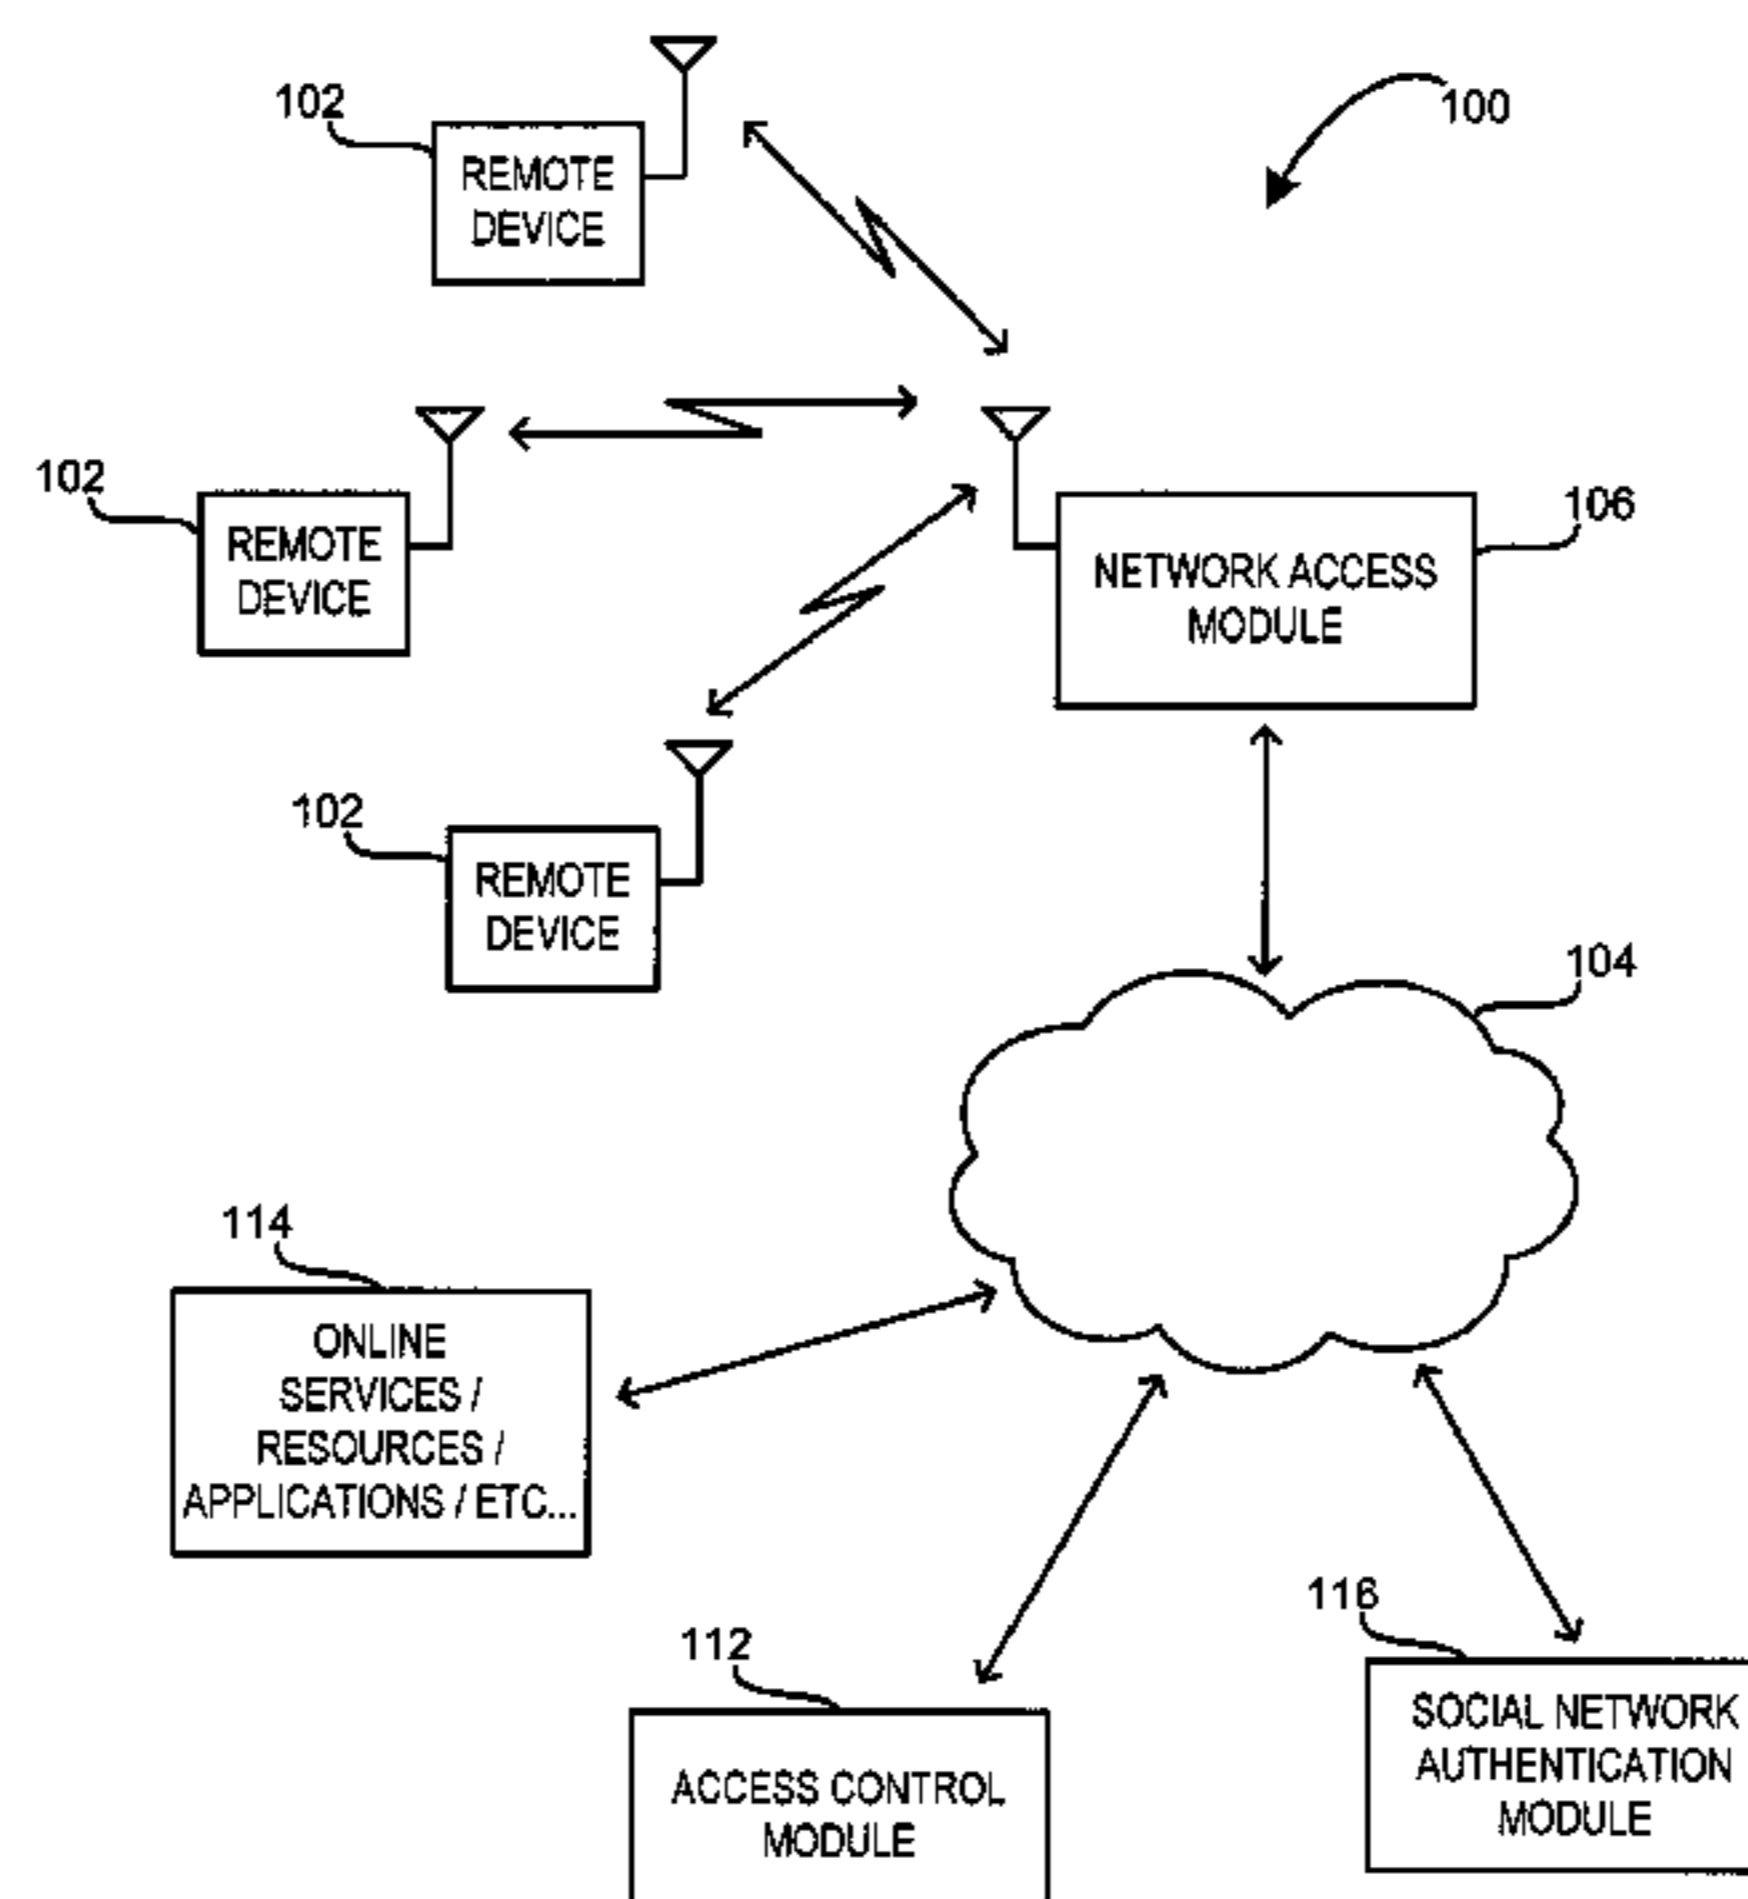 102
100
REMOTE
DEVICE
102
106
REMOTE
DEVICE
NETWORK ACCESS
MODULE
102
REMOTE
DEVICE
104
114
ONLINE
SERVICES /
RESOURCES /
APPLICATIONS / ETC...
116
112
SOCIAL NETWORK
AUTHENTICATION
MODULE
ACCESS CONTROL
MODULE